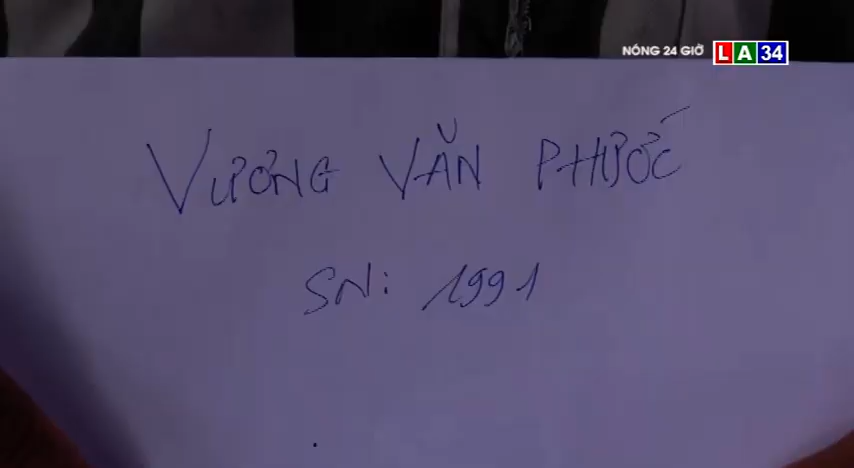 NÓNG 24 GIỜ LA34
VƯƠNG VĂN PHƯỚC
SN: 1991